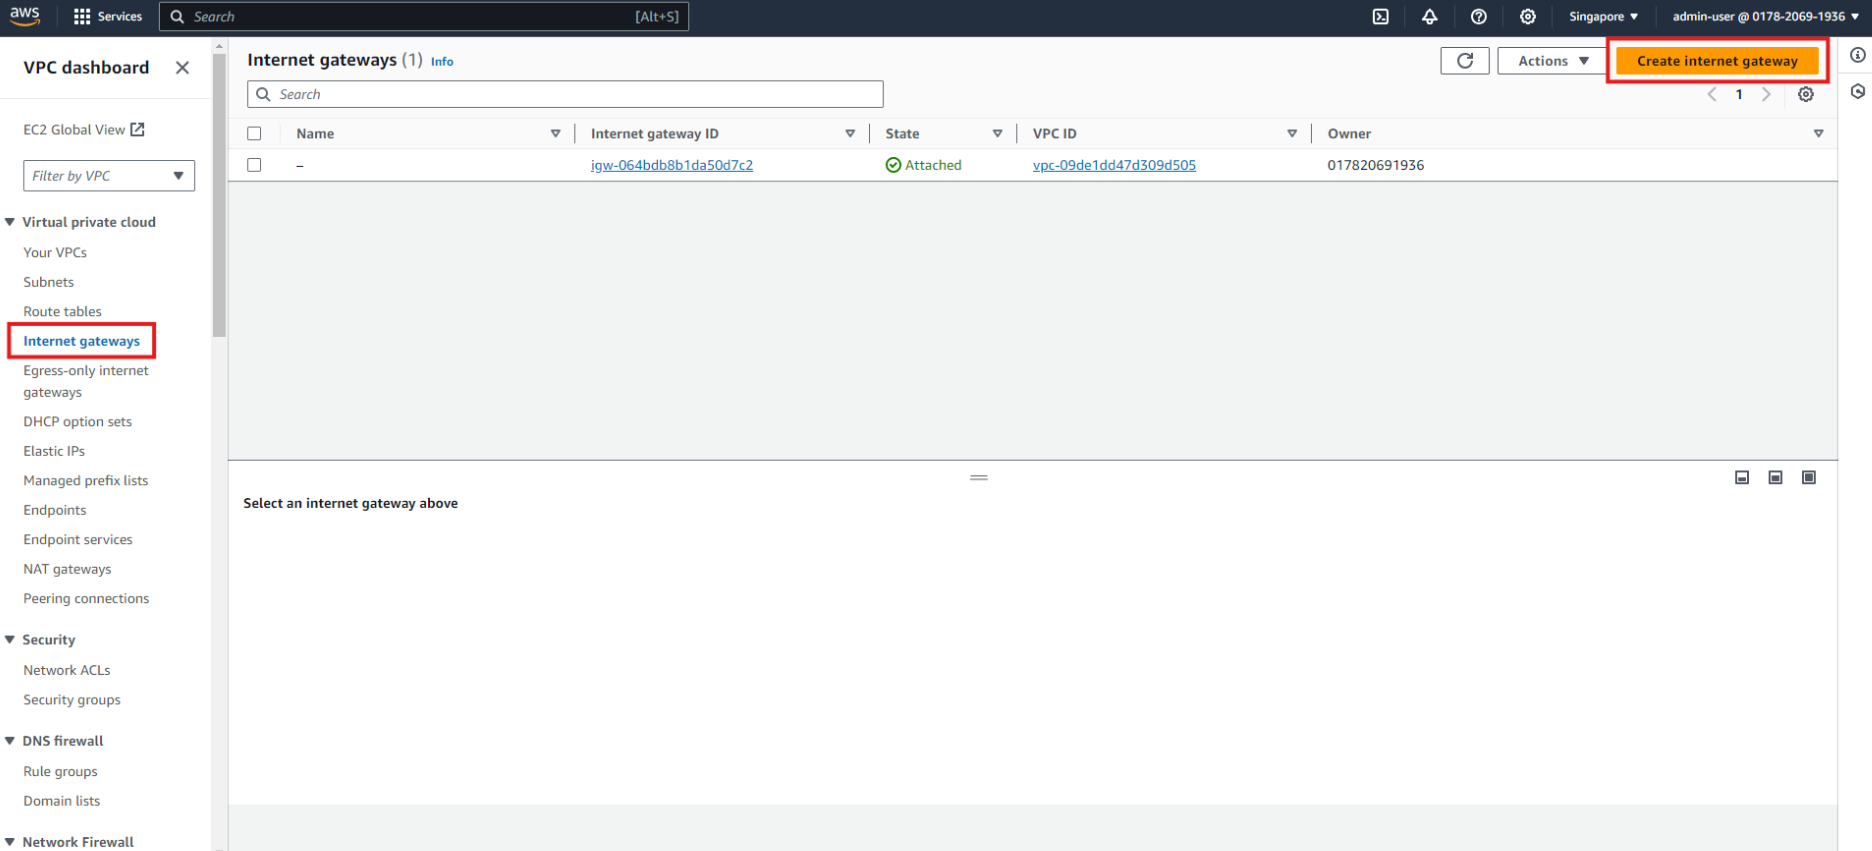 aws
Services
Search
[Alt+S]
Singapore
admin-user @ 0178-2069-1936
VPC dashboard
EC2 Global View
Filter by VPC
Virtual private cloud
Your VPCs
Subnets
Route tables
Internet gateways
Egress-only internet
gateways
DHCP option sets
Elastic IPs
Managed prefix lists
Endpoints
Endpoint services
NAT gateways
Peering connections
Security
Network ACLs
Security groups
DNS firewall
Rule groups
Domain lists
Network Firewall
Internet gateways (1) Info
Actions
Create internet gateway
Search
1
Name Internet gateway ID State VPC ID Owner
– igw-064bdb8b1da50d7c2 Attached vpc-09de1dd47d309d505 017820691936
Select an internet gateway above